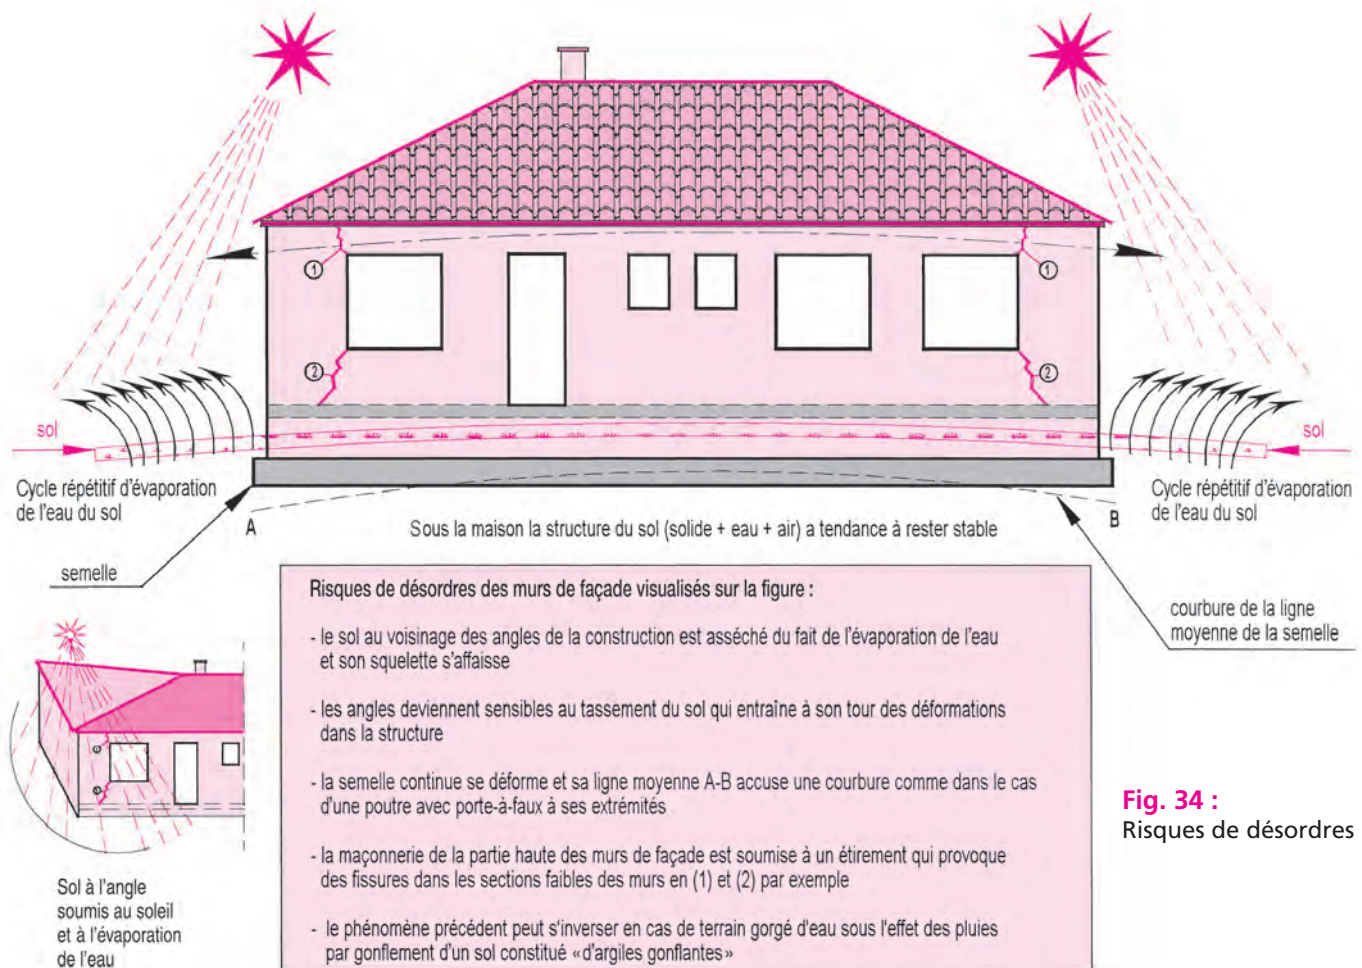 1
1
2
2
sol
sol
Cycle répétitif d'évaporation
de l'eau du sol
Cycle répétitif d'évaporation
de l'eau du sol
A
B
Sous la maison la structure du sol (solide + eau + air) a tendance à rester stable
semelle
courbure de la ligne
moyenne de la semelle
Risques de désordres des murs de façade visualisés sur la figure :
- le sol au voisinage des angles de la construction est asséché du fait de l'évaporation de l'eau
et son squelette s'affaisse
- les angles deviennent sensibles au tassement du sol qui entraîne à son tour des déformations
dans la structure
- la semelle continue se déforme et sa ligne moyenne A-B accuse une courbure comme dans le cas
d'une poutre avec porte-à-faux à ses extrémités
- la maçonnerie de la partie haute des murs de façade est soumise à un étirement qui provoque
des fissures dans les sections faibles des murs en (1) et (2) par exemple
- le phénomène précédent peut s'inverser en cas de terrain gorgé d'eau sous l'effet des pluies
par gonflement d'un sol constitué «d'argiles gonflantes»
Sol à l'angle
soumis au soleil
et à l'évaporation
de l'eau
Fig. 34 :
Risques de désordres